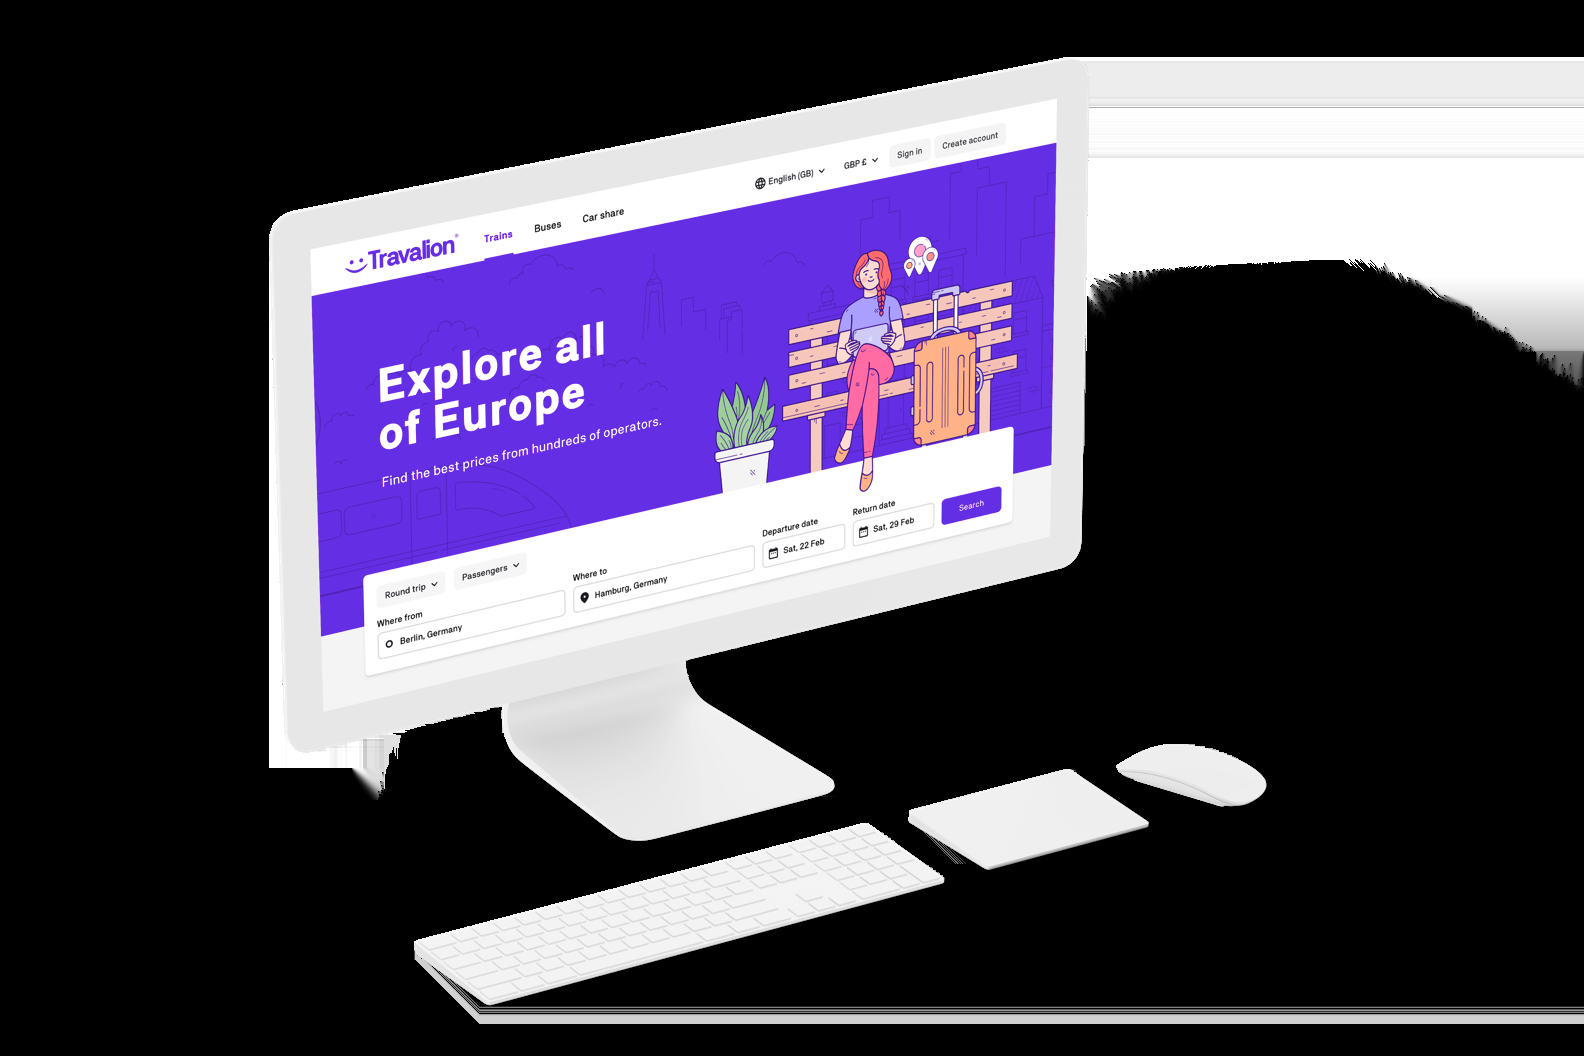 Travalion®
Trains
Buses
Car share
English (GB)
GBP £
Sign in
Create account
Explore all
of Europe
Find the best prices from hundreds of operators.
Round trip
Passengers
Where from
Berlin, Germany
Where to
Hamburg, Germany
Departure date
Sat, 22 Feb
Return date
Sat, 29 Feb
Search